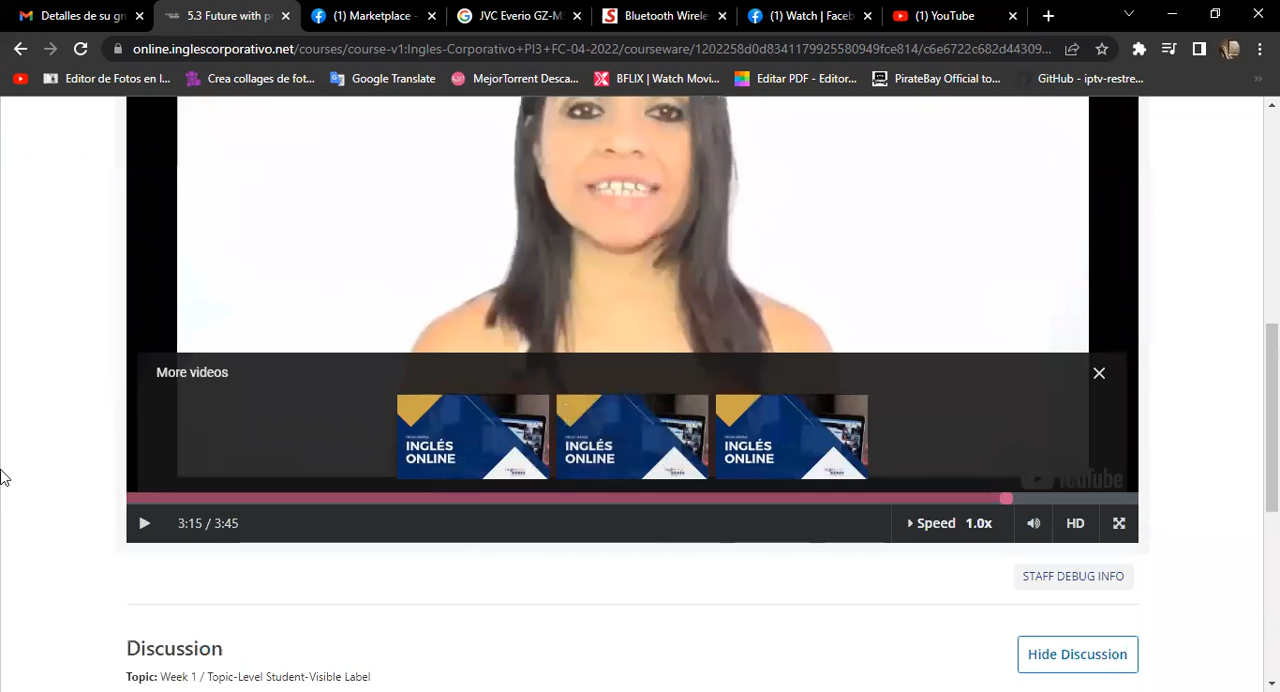 Detalles de su gr
5.3 Future with pr
(1) Marketplace -
JVC Everio GZ-M
Bluetooth Wirele
(1) Watch | Faceb
(1) YouTube
online.inglescorporativo.net/courses/course-v1:Ingles-Corporativo+PI3+FC-04-2022/courseware/1202258d0d8341179925580949fce814/c6e6722c682d44309...
Editor de Fotos en l...
Crea collages de fot...
Google Translate
MejorTorrent Desca...
BFLIX | Watch Movi...
Editar PDF - Editor...
PirateBay Official to...
GitHub - iptv-restre...
More videos
INGLÉS ONLINE
INGLÉS ONLINE
INGLÉS ONLINE
YouTube
3:15 / 3:45
Speed 1.0x
HD
STAFF DEBUG INFO
Discussion
Hide Discussion
Topic: Week 1 / Topic-Level Student-Visible Label